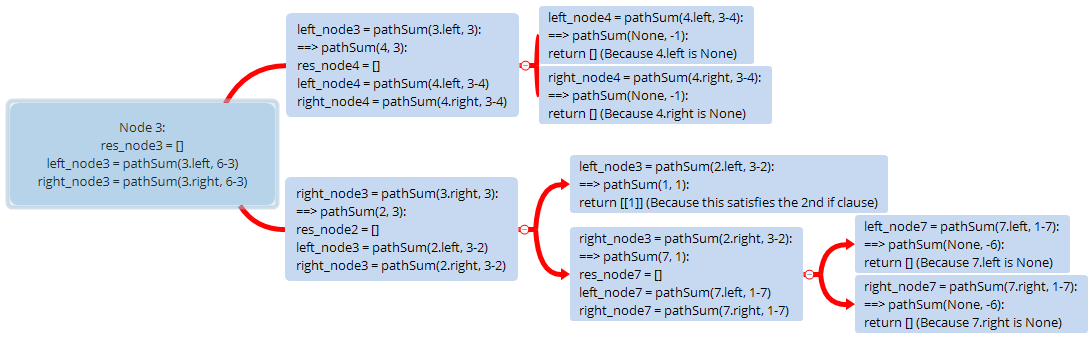 Node 3:
res_node3 = []
left_node3 = pathSum(3.left, 6-3)
right_node3 = pathSum(3.right, 6-3)
left_node3 = pathSum(3.left, 3):
==> pathSum(4, 3):
res_node4 = []
left_node4 = pathSum(4.left, 3-4)
right_node4 = pathSum(4.right, 3-4)
left_node4 = pathSum(4.left, 3-4):
==> pathSum(None, -1):
return [] (Because 4.left is None)
right_node4 = pathSum(4.right, 3-4):
==> pathSum(None, -1):
return [] (Because 4.right is None)
right_node3 = pathSum(3.right, 3):
==> pathSum(2, 3):
res_node2 = []
left_node3 = pathSum(2.left, 3-2)
right_node3 = pathSum(2.right, 3-2)
left_node3 = pathSum(2.left, 3-2):
==> pathSum(1, 1):
return [[1]] (Because this satisfies the 2nd if clause)
right_node3 = pathSum(2.right, 3-2):
==> pathSum(7, 1):
res_node7 = []
left_node7 = pathSum(7.left, 1-7)
right_node7 = pathSum(7.right, 1-7)
left_node7 = pathSum(7.left, 1-7):
==> pathSum(None, -6):
return [] (Because 7.left is None)
right_node7 = pathSum(7.right, 1-7):
==> pathSum(None, -6):
return [] (Because 7.right is None)